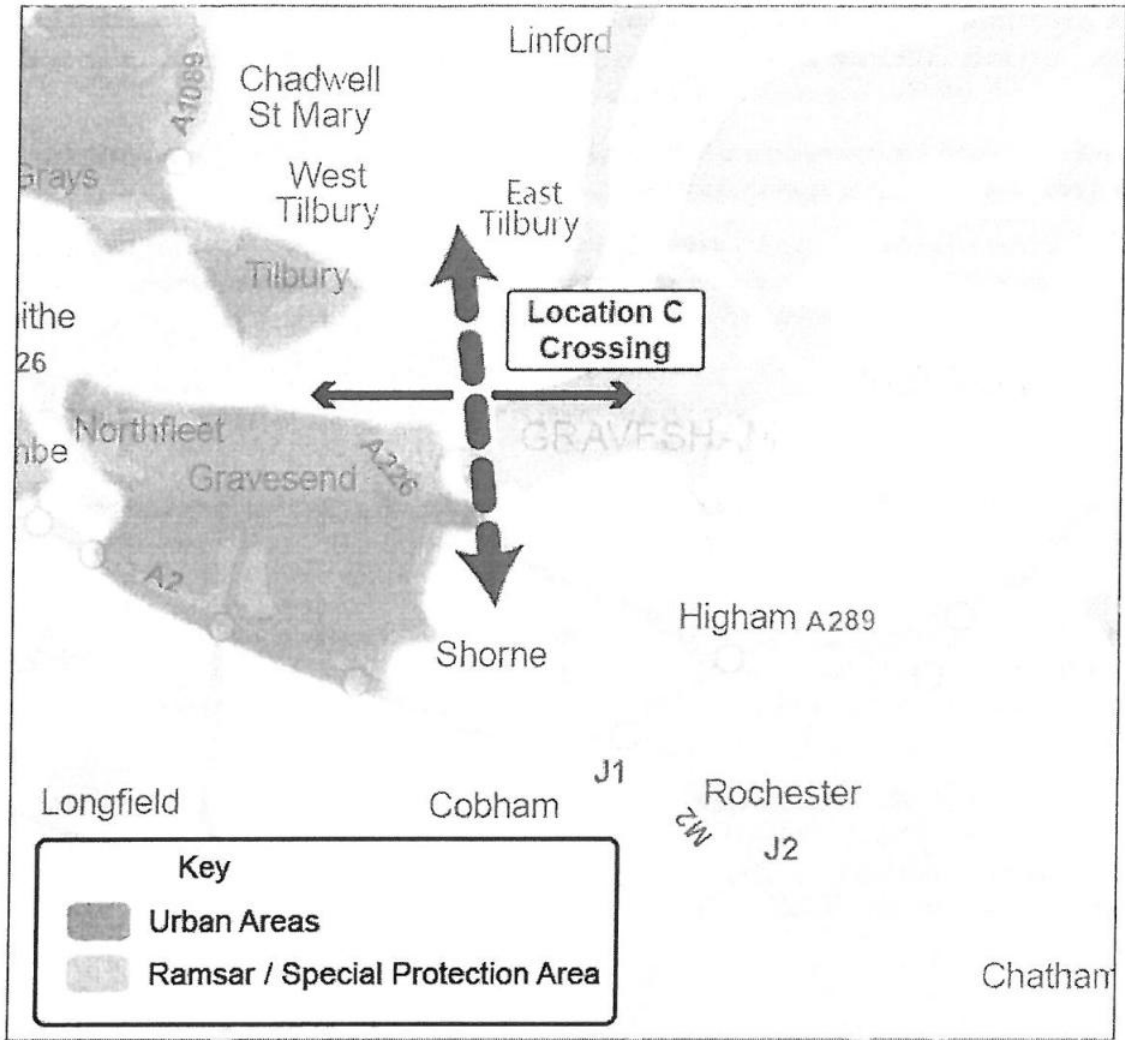 Linford
Chadwell
St Mary
A1089
Grays
West
Tilbury
East
Tilbury
Tilbury
Location C
Crossing
ithe
26
Northfleet
A226
GRAVESH
nbe
Gravesend
A2
Higham A289
Shorne
J1
Longfield
Cobham
Rochester
M2
J2
Key
Urban Areas
Ramsar / Special Protection Area
Chatham